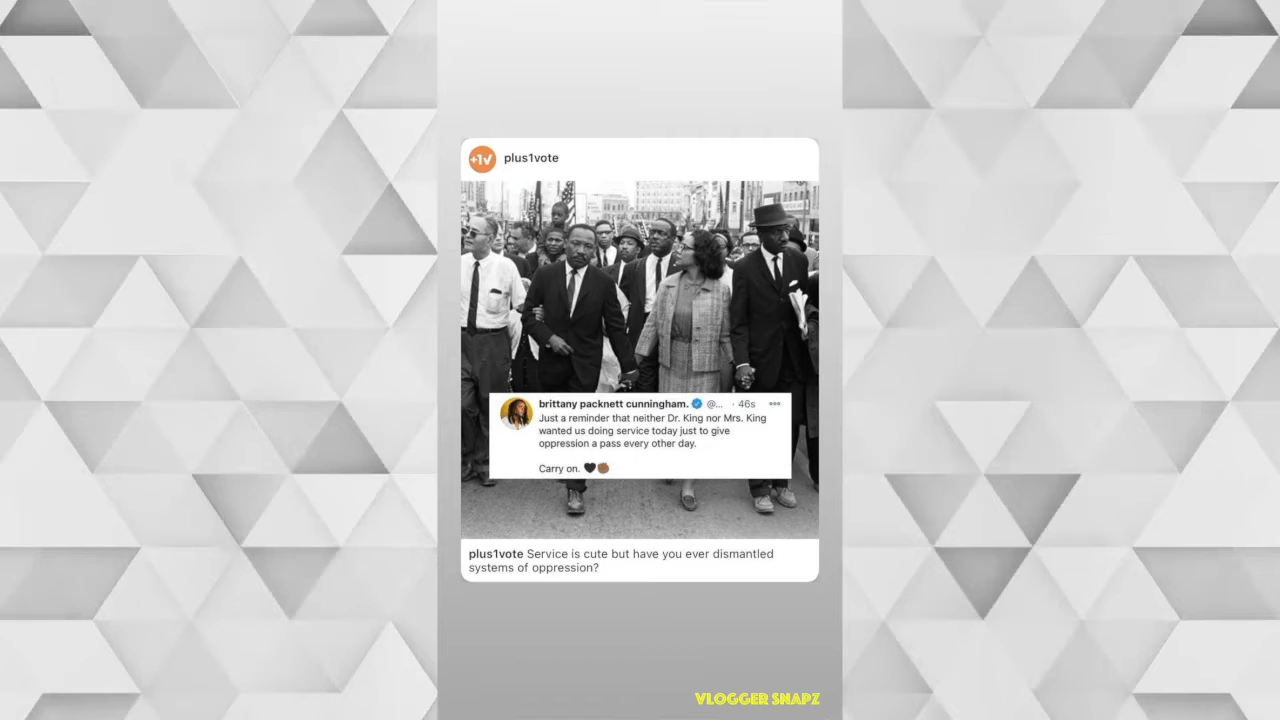 +1√
plus1vote
brittany packnett cunningham. @... · 46s
Just a reminder that neither Dr. King nor Mrs. King
wanted us doing service today just to give
oppression a pass every other day.
Carry on. 🖤✊🏾
plus1vote Service is cute but have you ever dismantled
systems of oppression?
VLOGGER SNAPZ